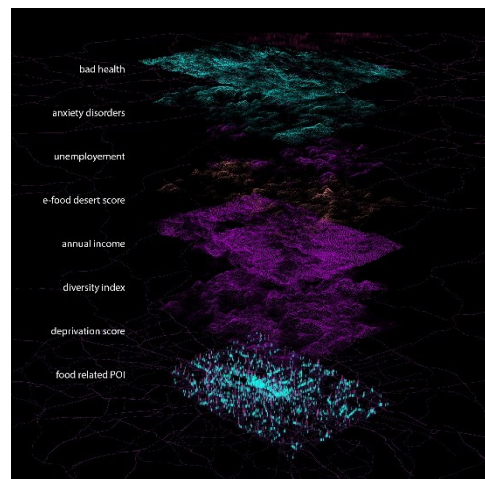 bad health
anxiety disorders
unemployement
e-food desert score
annual income
diversity index
deprivation score
food related POI